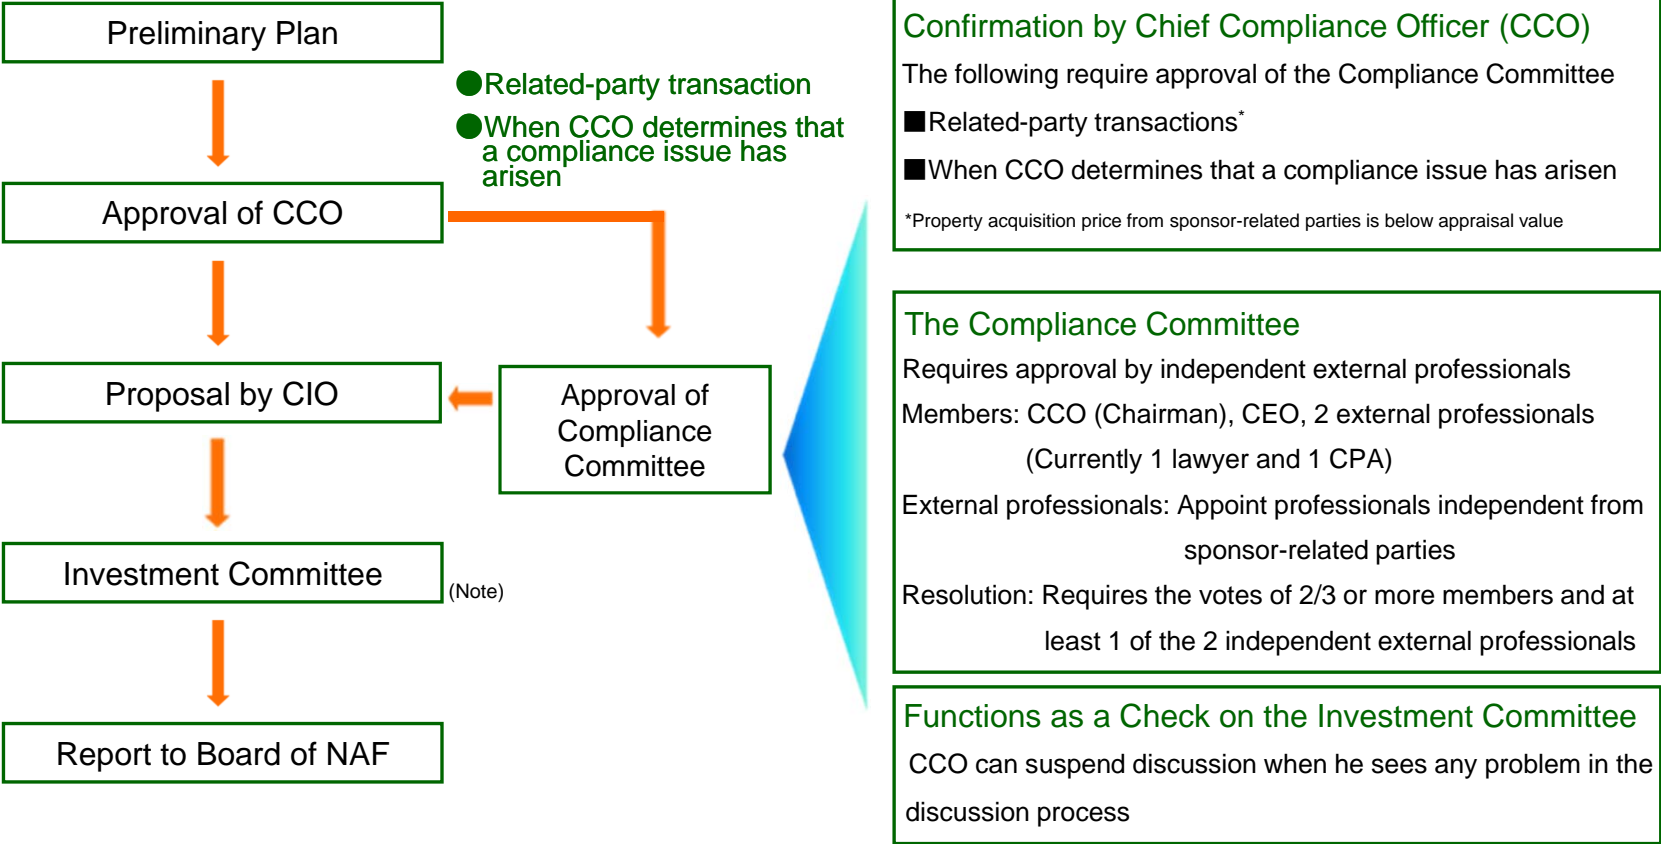 Preliminary Plan
●Related-party transaction
●When CCO determines that
a compliance issue has
arisen
Approval of CCO
Proposal by CIO
Approval of
Compliance
Committee
Investment Committee
(Note)
Report to Board of NAF
Confirmation by Chief Compliance Officer (CCO)
The following require approval of the Compliance Committee
■Related-party transactions*
■When CCO determines that a compliance issue has arisen
*Property acquisition price from sponsor-related parties is below appraisal value
The Compliance Committee
Requires approval by independent external professionals
Members: CCO (Chairman), CEO, 2 external professionals
(Currently 1 lawyer and 1 CPA)
External professionals: Appoint professionals independent from
sponsor-related parties
Resolution: Requires the votes of 2/3 or more members and at
least 1 of the 2 independent external professionals
Functions as a Check on the Investment Committee
CCO can suspend discussion when he sees any problem in the
discussion process